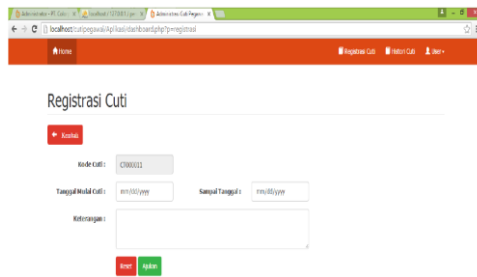 localhost/cutipegawai/Aplikasi/dashboard.php?p=registrasi
Home
Registrasi Cuti
Histori Cuti
User
Registrasi Cuti
Kembali
Kode Cuti :
CT000011
Tanggal Mulai Cuti :
mm/dd/yyyy
Sampai Tanggal :
mm/dd/yyyy
Keterangan :
Reset
Ajukan